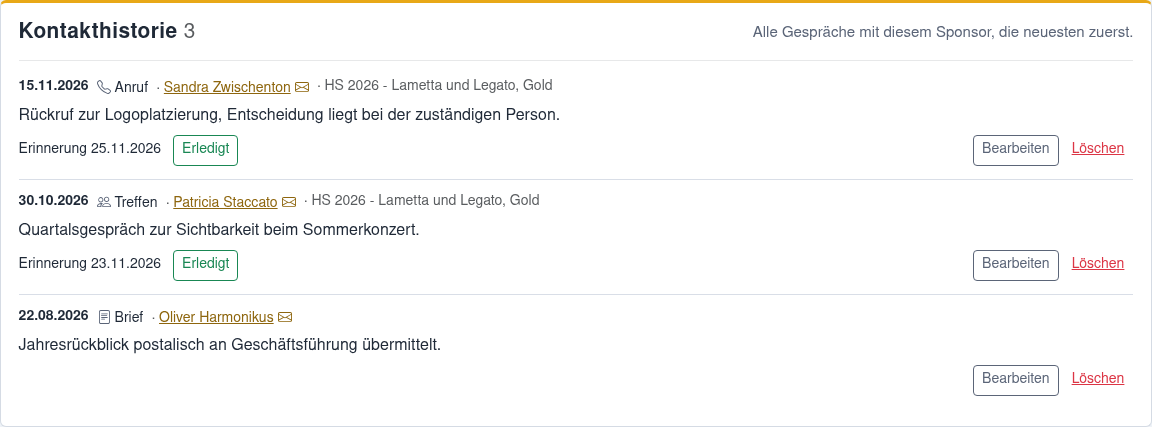 Kontakthistorie 3
Alle Gespräche mit diesem Sponsor, die neuesten zuerst.
15.11.2026 Anruf · Sandra Zwischenton · HS 2026 - Lametta und Legato, Gold
Rückruf zur Logoplatzierung, Entscheidung liegt bei der zuständigen Person.
Erinnerung 25.11.2026 Erledigt Bearbeiten Löschen
30.10.2026 Treffen · Patricia Staccato · HS 2026 - Lametta und Legato, Gold
Quartalsgespräch zur Sichtbarkeit beim Sommerkonzert.
Erinnerung 23.11.2026 Erledigt Bearbeiten Löschen
22.08.2026 Brief · Oliver Harmonikus
Jahresrückblick postalisch an Geschäftsführung übermittelt.
Bearbeiten Löschen